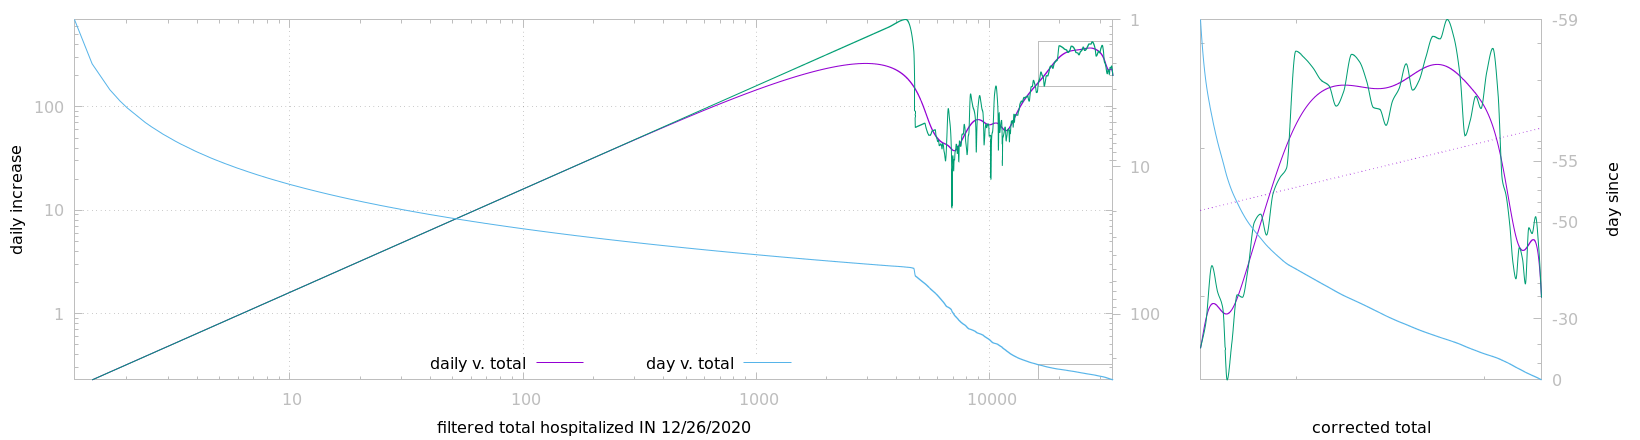 daily increase
100
10
1
10
100
1000
10000
1
10
100
daily v. total
day v. total
filtered total hospitalized IN 12/26/2020
-59
-55
-50
-30
0
day since
corrected total